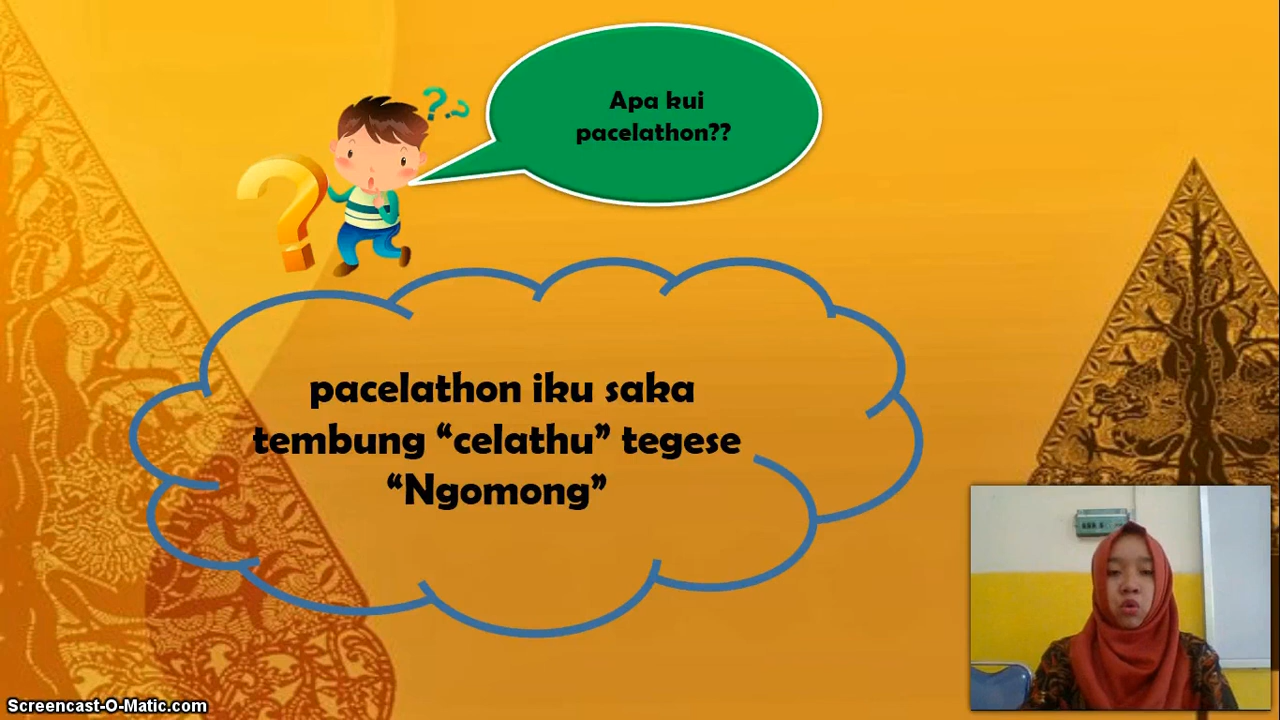 Apa kui
pacelathon??
pacelathon iku saka
tembung “celathu” tegese
“Ngomong”
Screencast-O-Matic.com